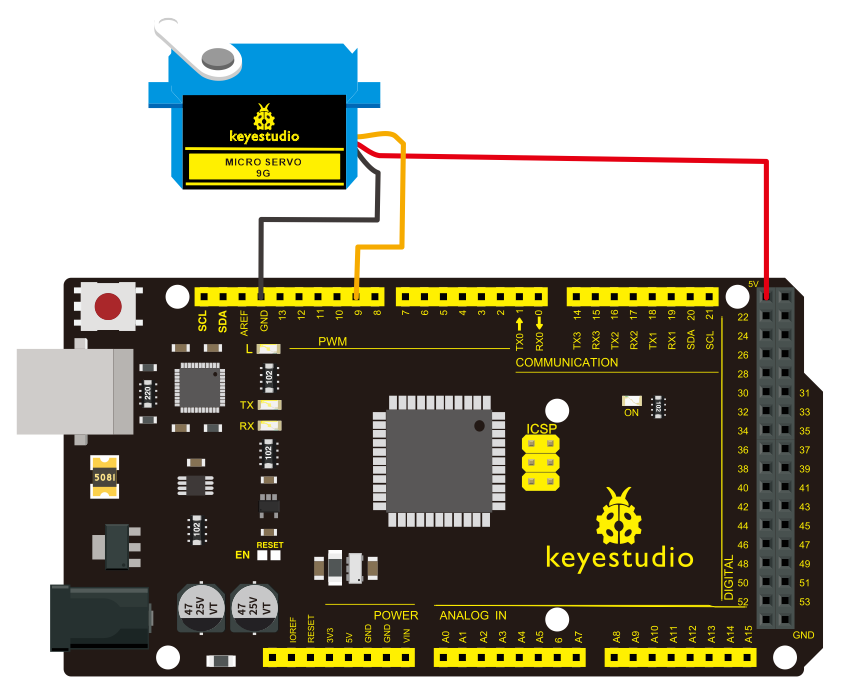 keyestudio
MICRO SERVO
9G
5V
SCL
SDA
AREF
GND
13
12
11
10
9
8
7
6
5
4
3
2
TX0 1
RX0 0
TX3 14
RX3 15
TX2 16
RX2 17
TX1 18
RX1 19
SDA 20
SCL 21
PWM
COMMUNICATION
L
TX
RX
102
102
220
5081
102
102
ON
ICSP
22
24
26
28
30 31
32 33
34 35
36 37
38 39
40 41
42 43
44 45
46 47
48 49
50 51
52 53
GND
DIGITAL
keyestudio
RESET
EN
47
25V
VT
47
25V
VT
POWER
ANALOG IN
IOREF
RESET
3V3
5V
GND
GND
VIN
A0
A1
A2
A3
A4
A5
6
A7
A8
A9
A10
A11
A12
A13
A14
A15